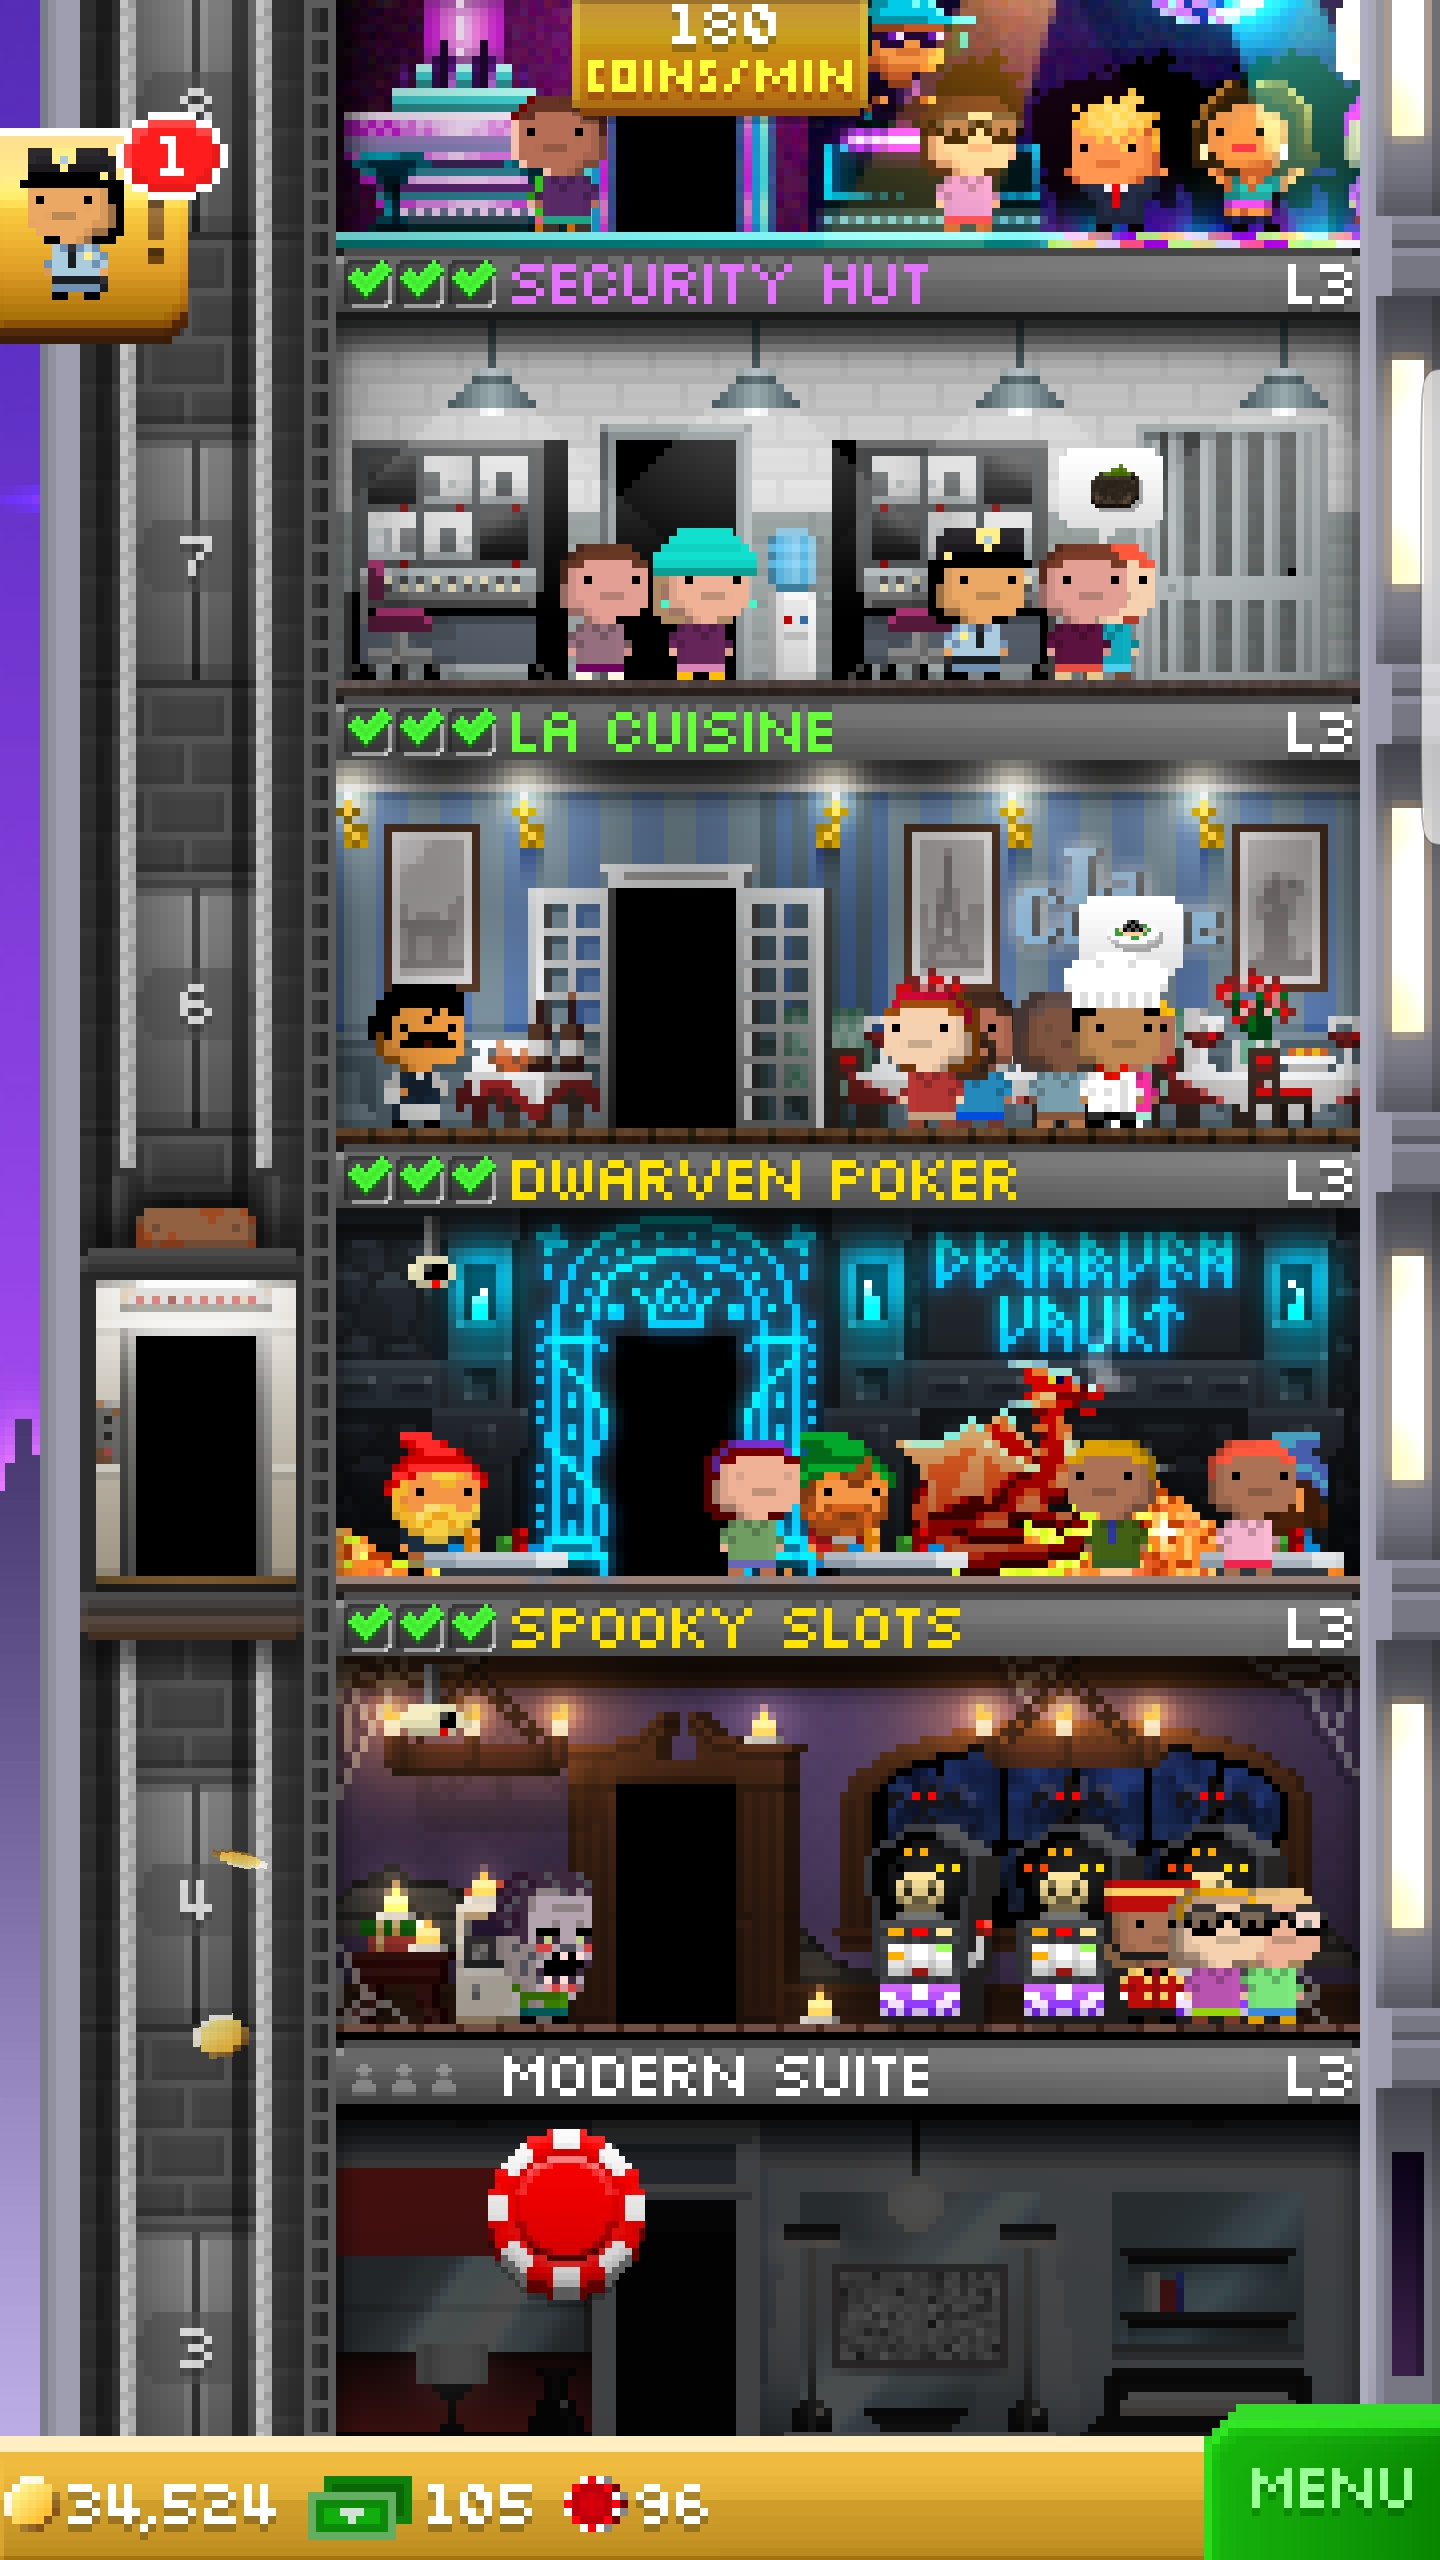 180
COINS/MIN
1
SECURITY HUT L3
7
LA CUISINE L3
6
DWARVEN POKER L3
DWARVEN
VAULT
SPOOKY SLOTS L3
4
MODERN SUITE L3
3
34,524 105 96
MENU